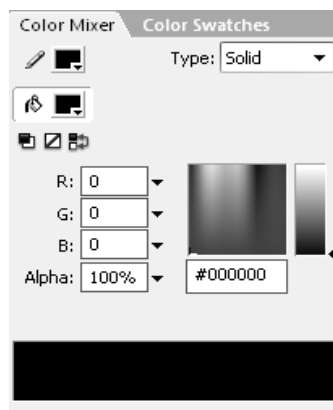 Color Mixer Color Swatches
Type: Solid
R: 0
G: 0
B: 0
Alpha: 100% #000000